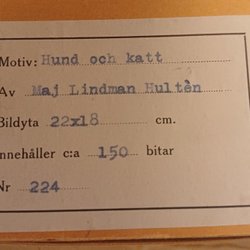 Motiv: Hund och katt
Av Maj Lindman Hultèn
Bildyta 22x18 cm.
nnehåller c:a 150 bitar
Nr 224